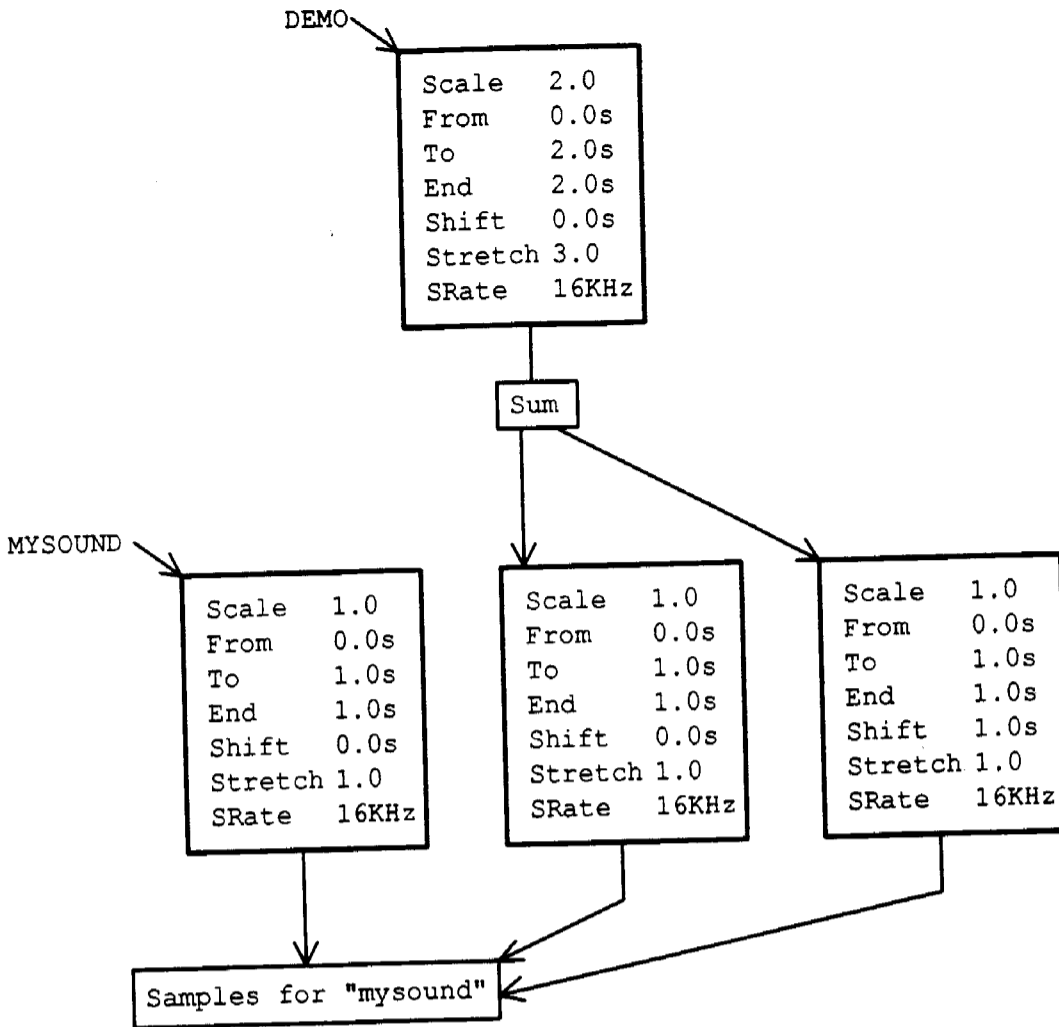 DEMO
Scale 2.0
From 0.0s
To 2.0s
End 2.0s
Shift 0.0s
Stretch 3.0
SRate 16KHz
Sum
MYSOUND
Scale 1.0
From 0.0s
To 1.0s
End 1.0s
Shift 0.0s
Stretch 1.0
SRate 16KHz
Scale 1.0
From 0.0s
To 1.0s
End 1.0s
Shift 0.0s
Stretch 1.0
SRate 16KHz
Scale 1.0
From 0.0s
To 1.0s
End 1.0s
Shift 1.0s
Stretch 1.0
SRate 16KHz
Samples for "mysound"